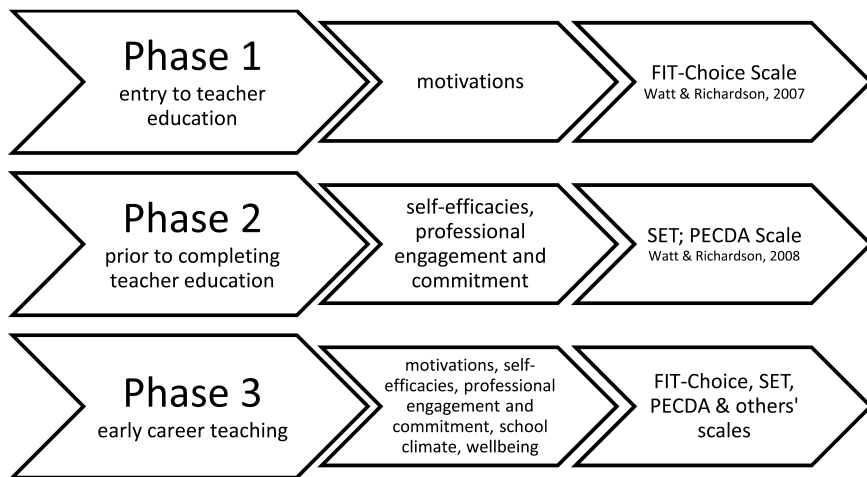 Phase 1
entry to teacher
education
motivations
FIT-Choice Scale
Watt & Richardson, 2007
Phase 2
prior to completing
teacher education
self-efficacies,
professional
engagement and
commitment
SET; PECDA Scale
Watt & Richardson, 2008
Phase 3
early career teaching
motivations, self-
efficacies, professional
engagement and
commitment, school
climate, wellbeing
FIT-Choice, SET,
PECDA & others'
scales